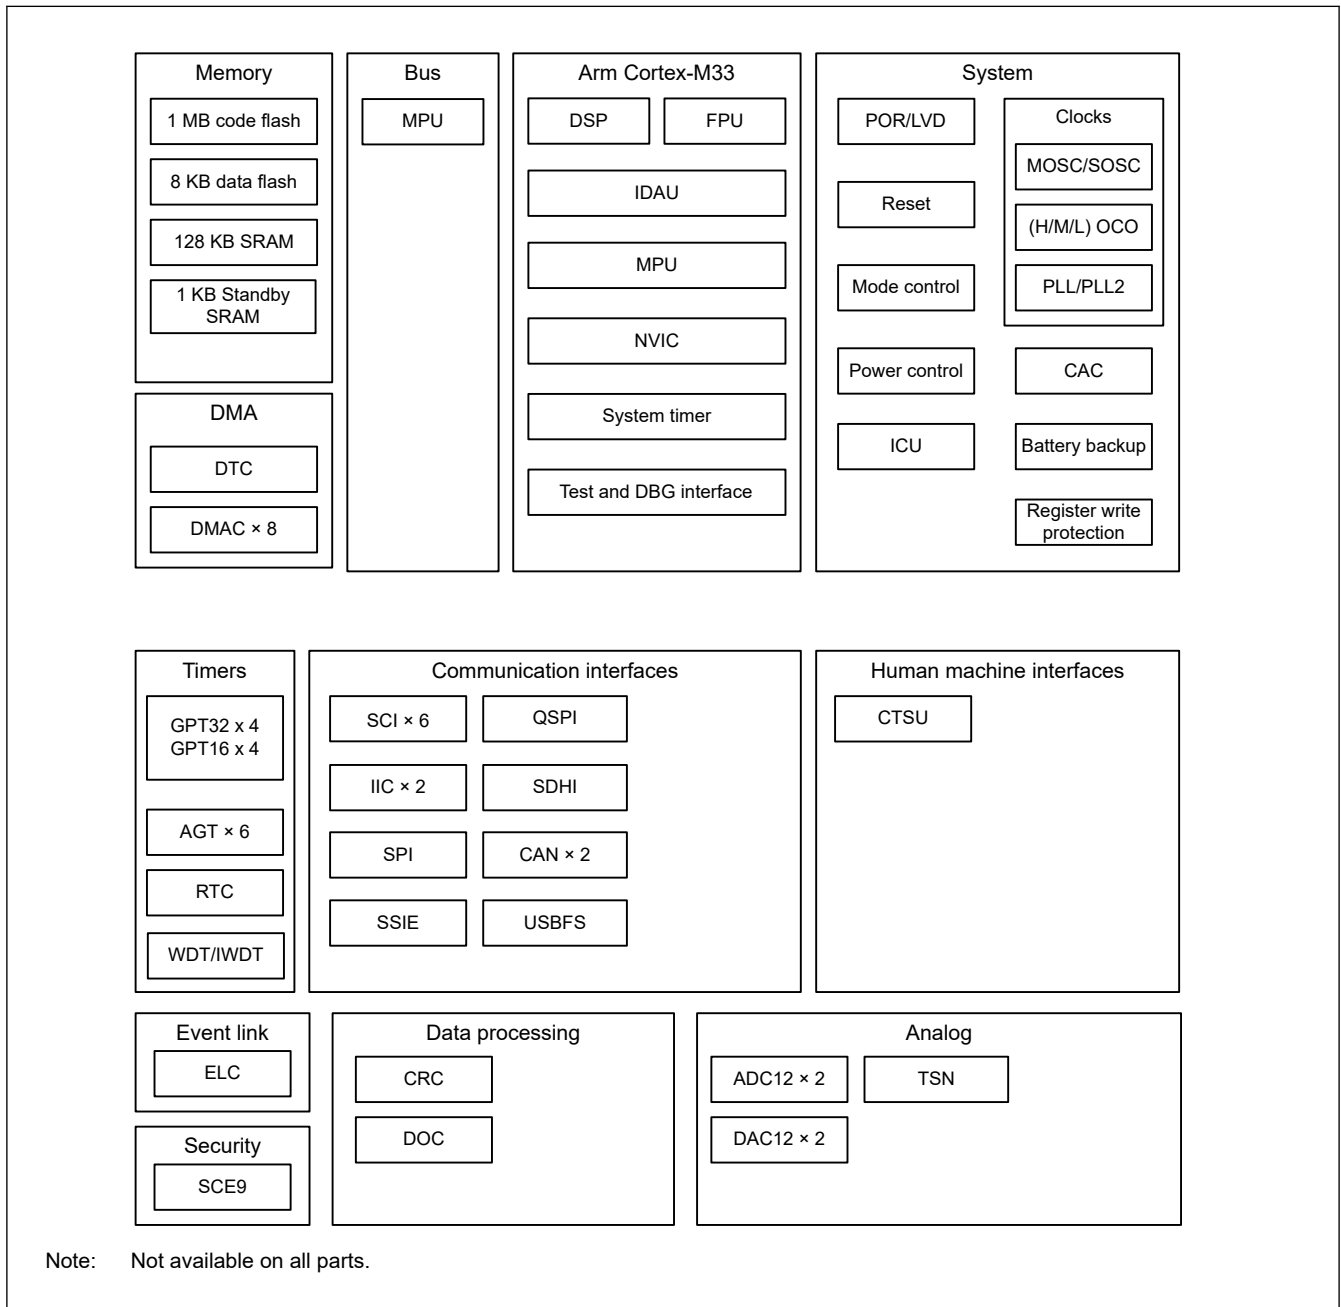 Memory
1 MB code flash
8 KB data flash
128 KB SRAM
1 KB Standby
SRAM
DMA
DTC
DMAC × 8
Bus
MPU
Arm Cortex-M33
DSP
FPU
IDAU
MPU
NVIC
System timer
Test and DBG interface
System
POR/LVD
Reset
Mode control
Power control
ICU
Clocks
MOSC/SOSC
(H/M/L) OCO
PLL/PLL2
CAC
Battery backup
Register write
protection
Timers
GPT32 x 4
GPT16 x 4
AGT × 6
RTC
WDT/IWDT
Communication interfaces
SCI × 6
QSPI
IIC × 2
SDHI
SPI
CAN × 2
SSIE
USBFS
Human machine interfaces
CTSU
Event link
ELC
Security
SCE9
Data processing
CRC
DOC
Analog
ADC12 × 2
TSN
DAC12 × 2
Note: Not available on all parts.